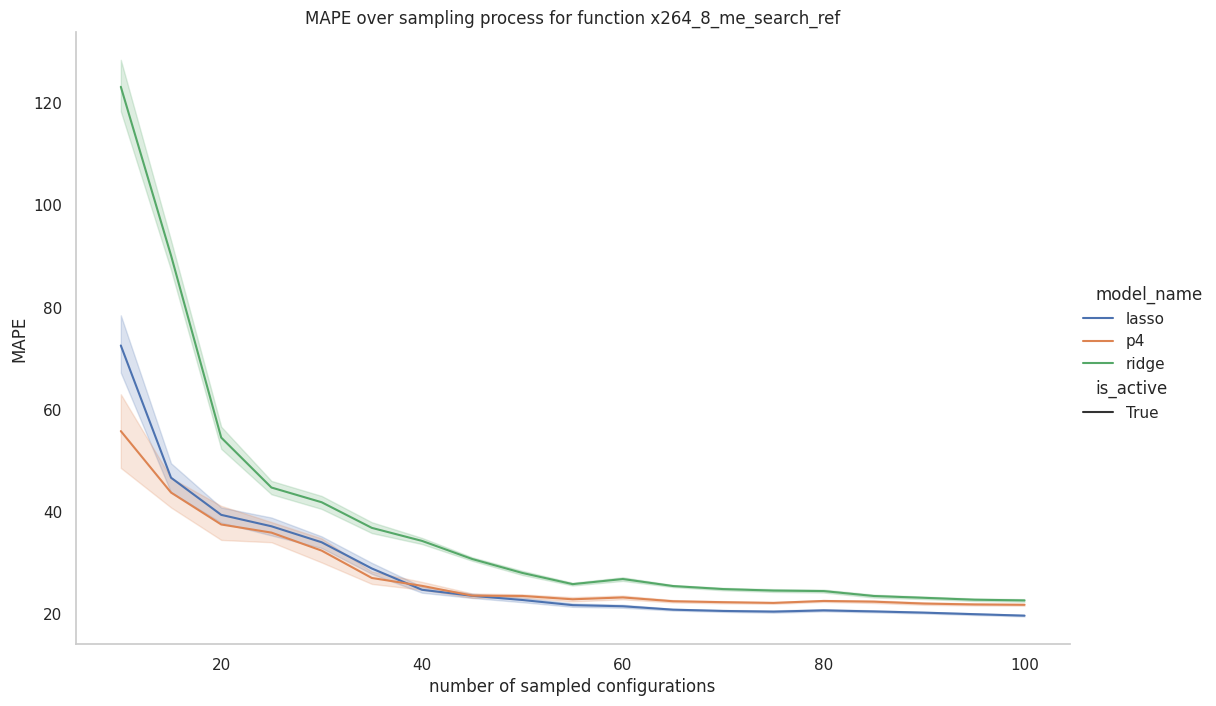 MAPE over sampling process for function x264_8_me_search_ref
120
100
80
60
40
20
MAPE
20
40
60
80
100
number of sampled configurations
model_name
lasso
p4
ridge
is_active
True